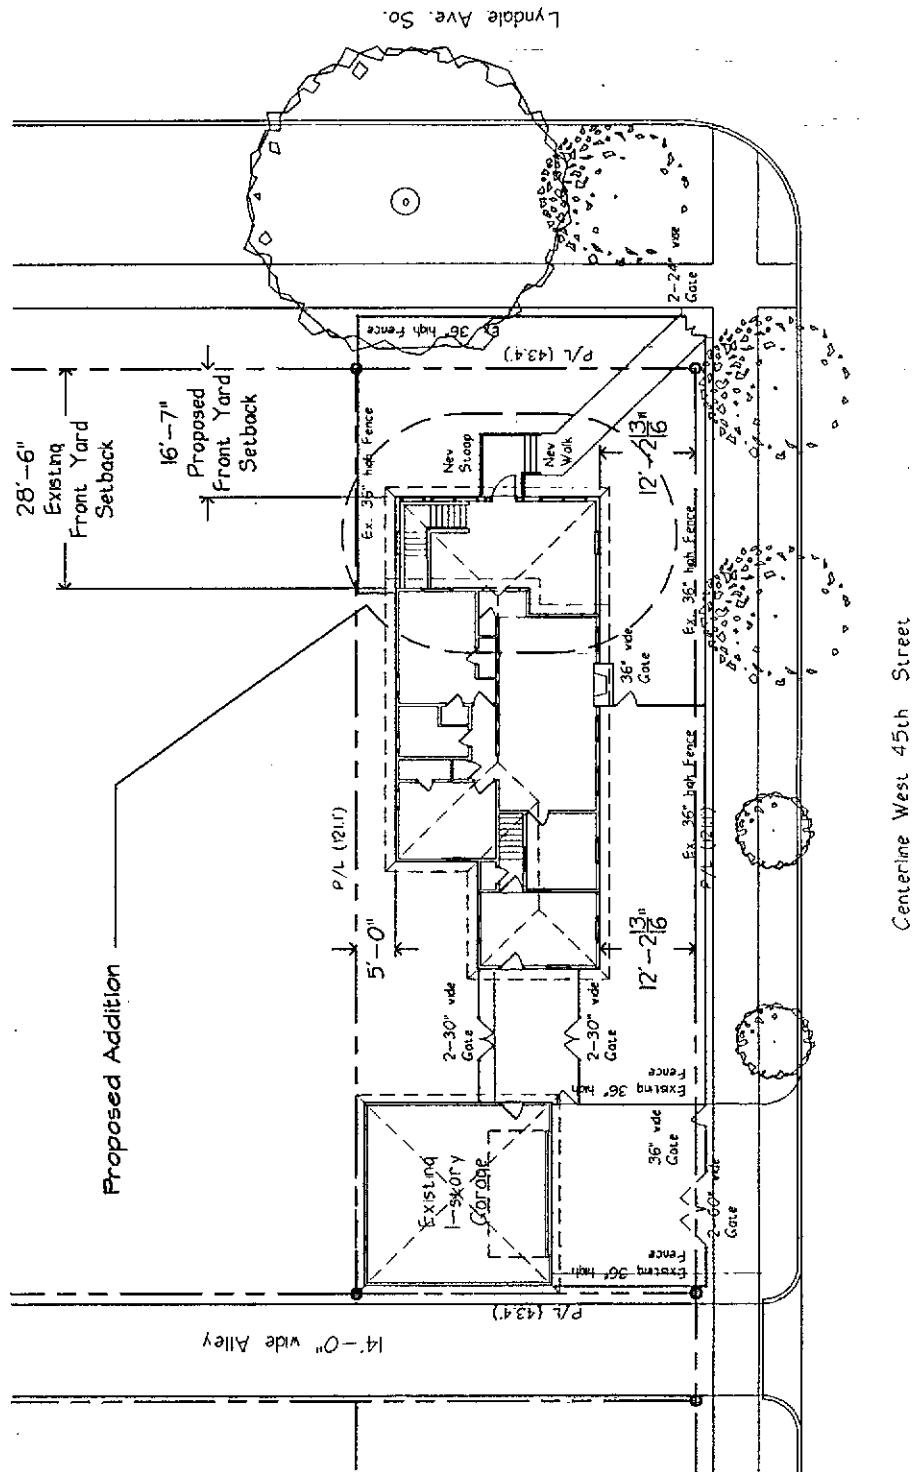 Lyndale Ave. So.
28'-6"
Existing
Front Yard
Setback
16'-7"
Proposed
Front Yard
Setback
Ex. 36" high Fence
P/L (43.4')
2-24" wide
Gate
Ex. 36" high Fence
New
Stoop
New
Walk
12'-2 13/16"
Ex. 36" high Fence
36" wide
Gate
Proposed Addition
P/L (121.1')
Ex. 36" high Fence
P/L (121.1')
5'-0"
12'-2 13/16"
2-30" wide
Gate
2-30" wide
Gate
Existing 36" high
Fence
Existing
1-story
Garage
36" wide
Gate
2-60" wide
Gate
Existing 36" high
Fence
P/L (43.4')
14'-0" wide Alley
Centerline West 45th Street